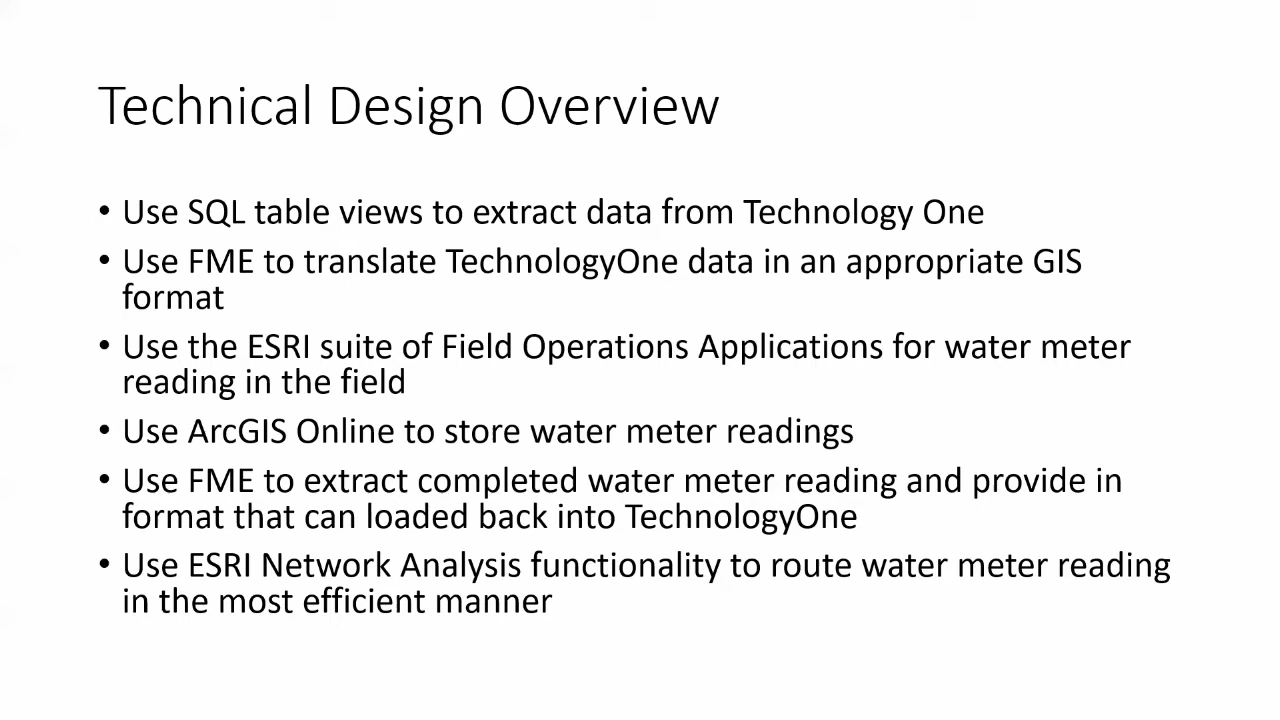 Technical Design Overview
• Use SQL table views to extract data from Technology One
• Use FME to translate TechnologyOne data in an appropriate GIS
format
• Use the ESRI suite of Field Operations Applications for water meter
reading in the field
• Use ArcGIS Online to store water meter readings
• Use FME to extract completed water meter reading and provide in
format that can loaded back into TechnologyOne
• Use ESRI Network Analysis functionality to route water meter reading
in the most efficient manner